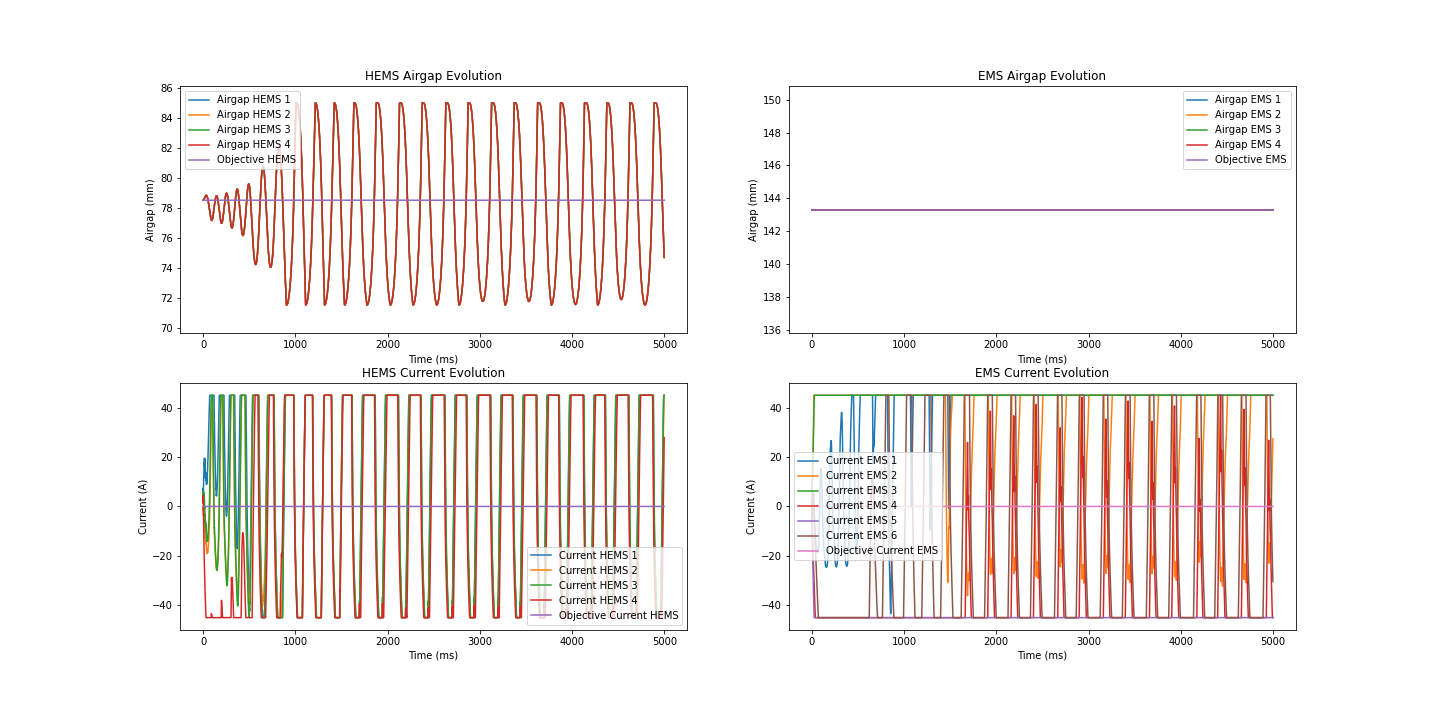 HEMS Airgap Evolution
86
84
82
80
78
76
74
72
70
Airgap (mm)
Airgap HEMS 1
Airgap HEMS 2
Airgap HEMS 3
Airgap HEMS 4
Objective HEMS
0 1000 2000 3000 4000 5000
Time (ms)
EMS Airgap Evolution
150
148
146
144
142
140
138
136
Airgap (mm)
Airgap EMS 1
Airgap EMS 2
Airgap EMS 3
Airgap EMS 4
Objective EMS
0 1000 2000 3000 4000 5000
Time (ms)
HEMS Current Evolution
40
20
0
−20
−40
Current (A)
Current HEMS 1
Current HEMS 2
Current HEMS 3
Current HEMS 4
Objective Current HEMS
0 1000 2000 3000 4000 5000
Time (ms)
EMS Current Evolution
40
20
0
−20
−40
Current (A)
Current EMS 1
Current EMS 2
Current EMS 3
Current EMS 4
Current EMS 5
Current EMS 6
Objective Current EMS
0 1000 2000 3000 4000 5000
Time (ms)